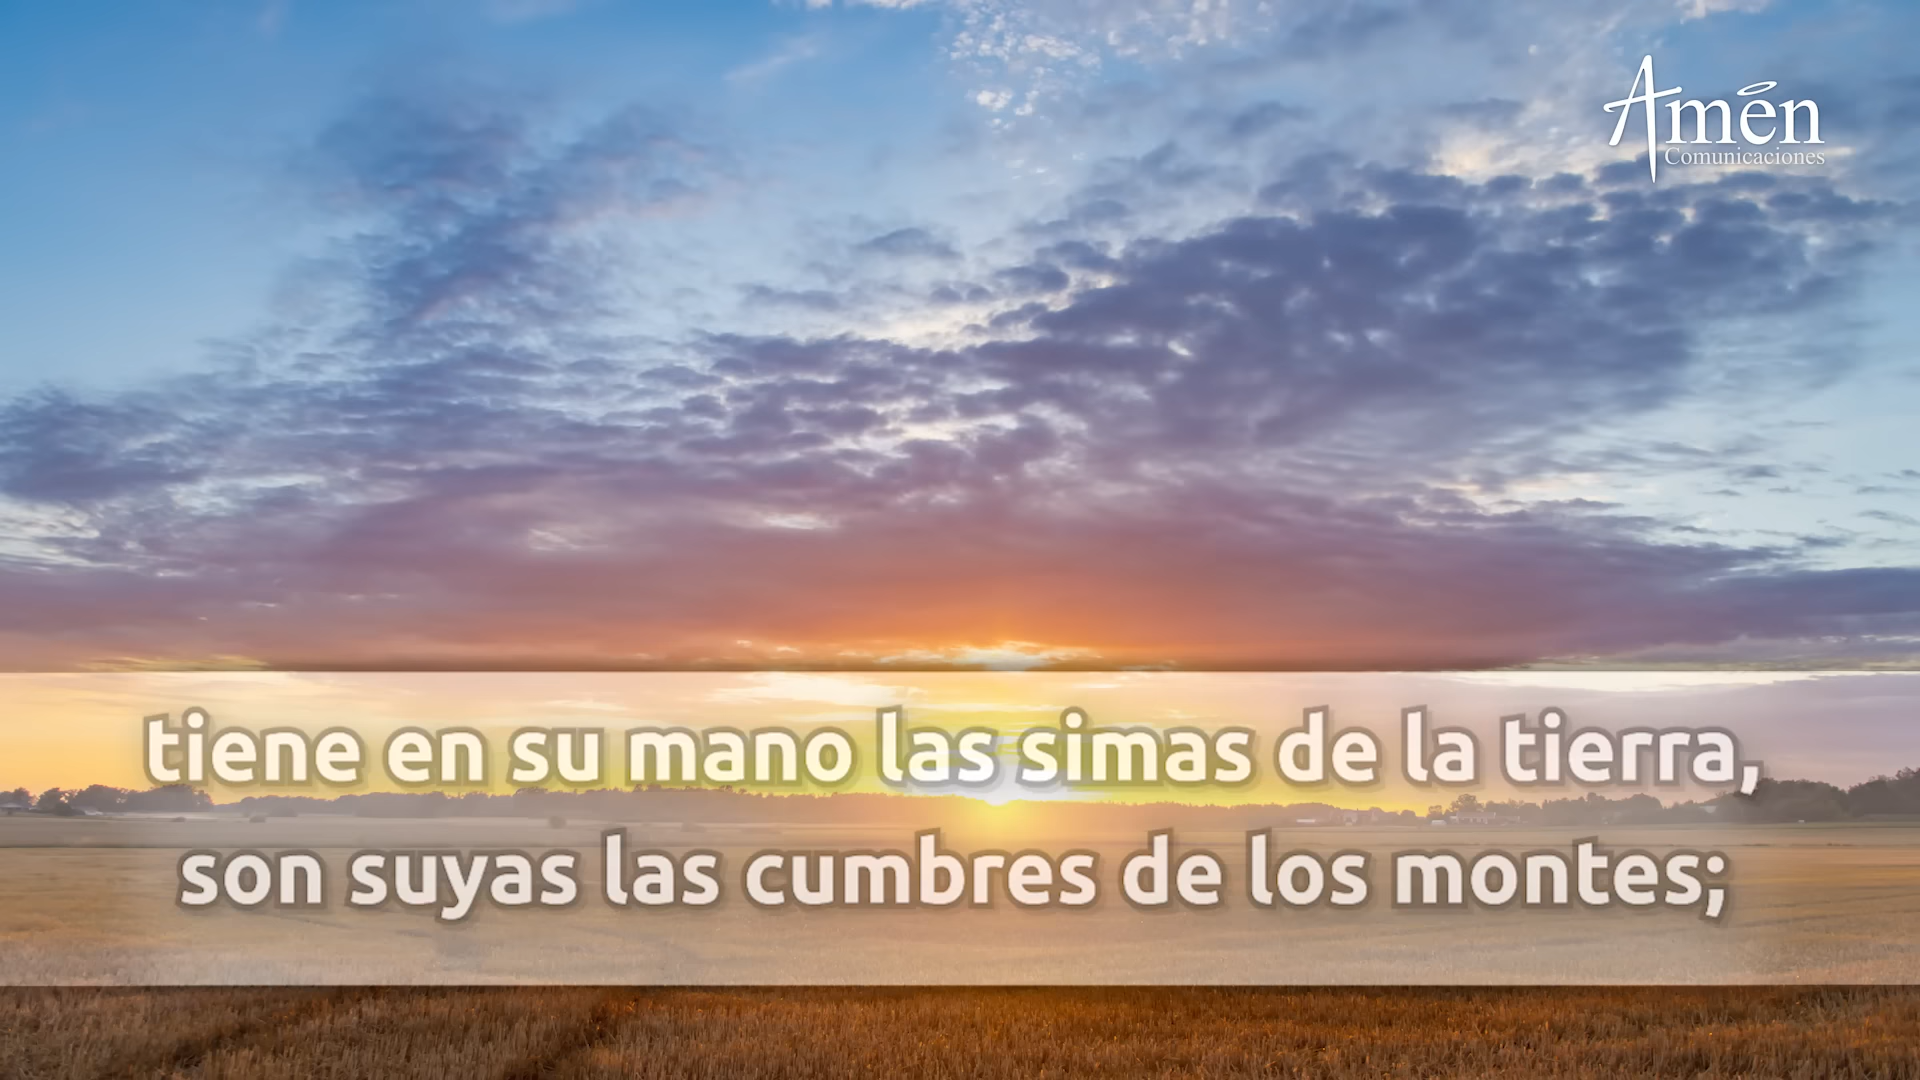 Amén
Comunicaciones
tiene en su mano las simas de la tierra,
son suyas las cumbres de los montes;